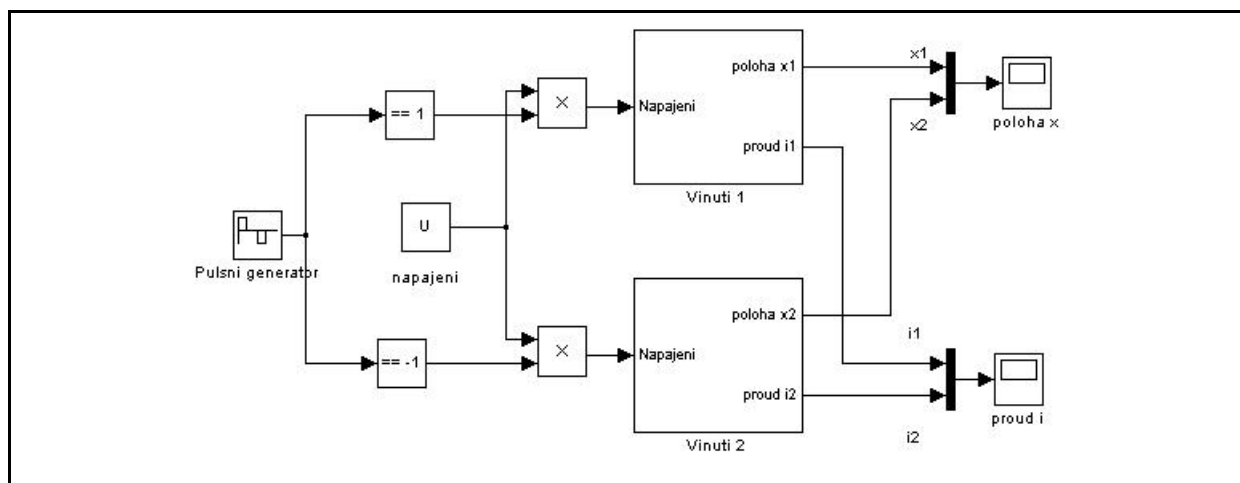 Pulsni generator
== 1
== -1
U
napajeni
×
×
Napajeni
poloha x1
proud i1
Vinuti 1
Napajeni
poloha x2
proud i2
Vinuti 2
x1
x2
poloha x
i1
i2
proud i